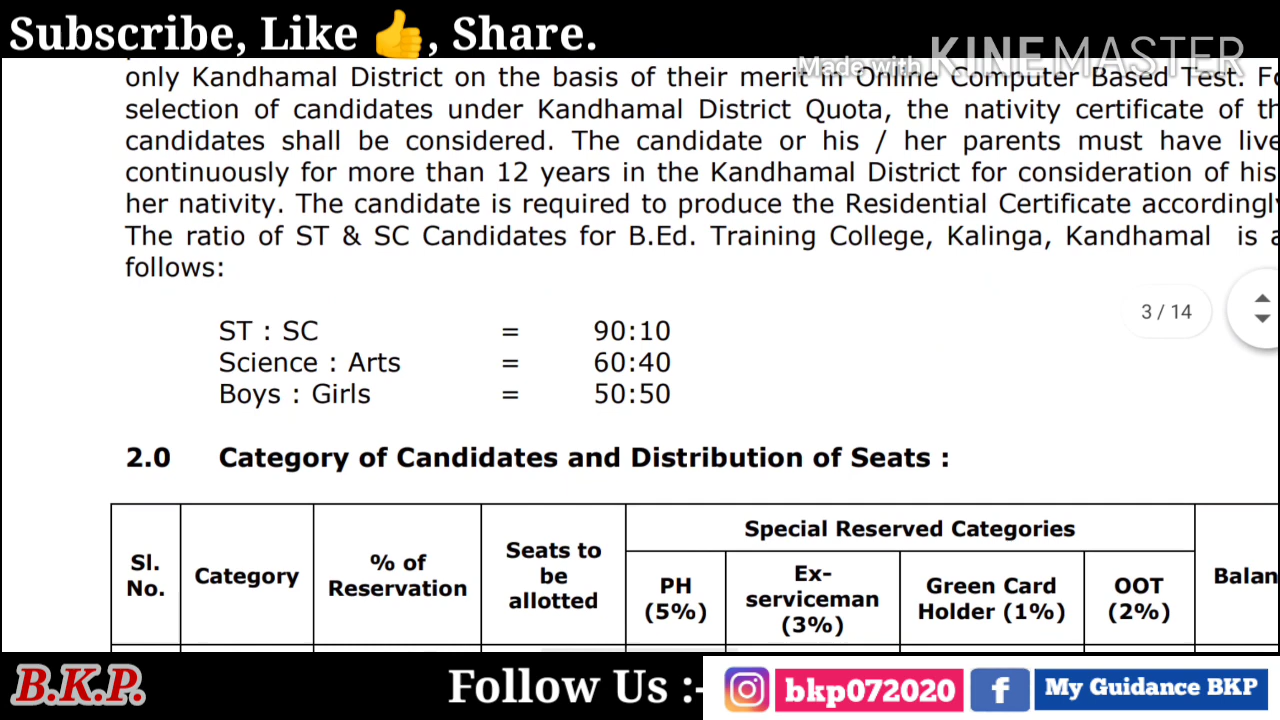 Subscribe, Like 👍, Share.
Made with KINEMASTER
only Kandhamal District on the basis of their merit in Online Computer Based Test.
selection of candidates under Kandhamal District Quota, the nativity certificate of
candidates shall be considered. The candidate or his / her parents must have
continuously for more than 12 years in the Kandhamal District for consideration of his
her nativity. The candidate is required to produce the Residential Certificate
The ratio of ST & SC Candidates for B.Ed. Training College, Kalinga, Kandhamal is
follows:
ST : SC = 90:10
3 / 14
Science : Arts = 60:40
Boys : Girls = 50:50
2.0 Category of Candidates and Distribution of Seats :
Sl. No.
Category
% of Reservation
Seats to be allotted
Special Reserved Categories
PH (5%)
Ex-serviceman (3%)
Green Card Holder (1%)
OOT (2%)
B.K.P.
Follow Us :-
bkp072020
f
My Guidance BKP